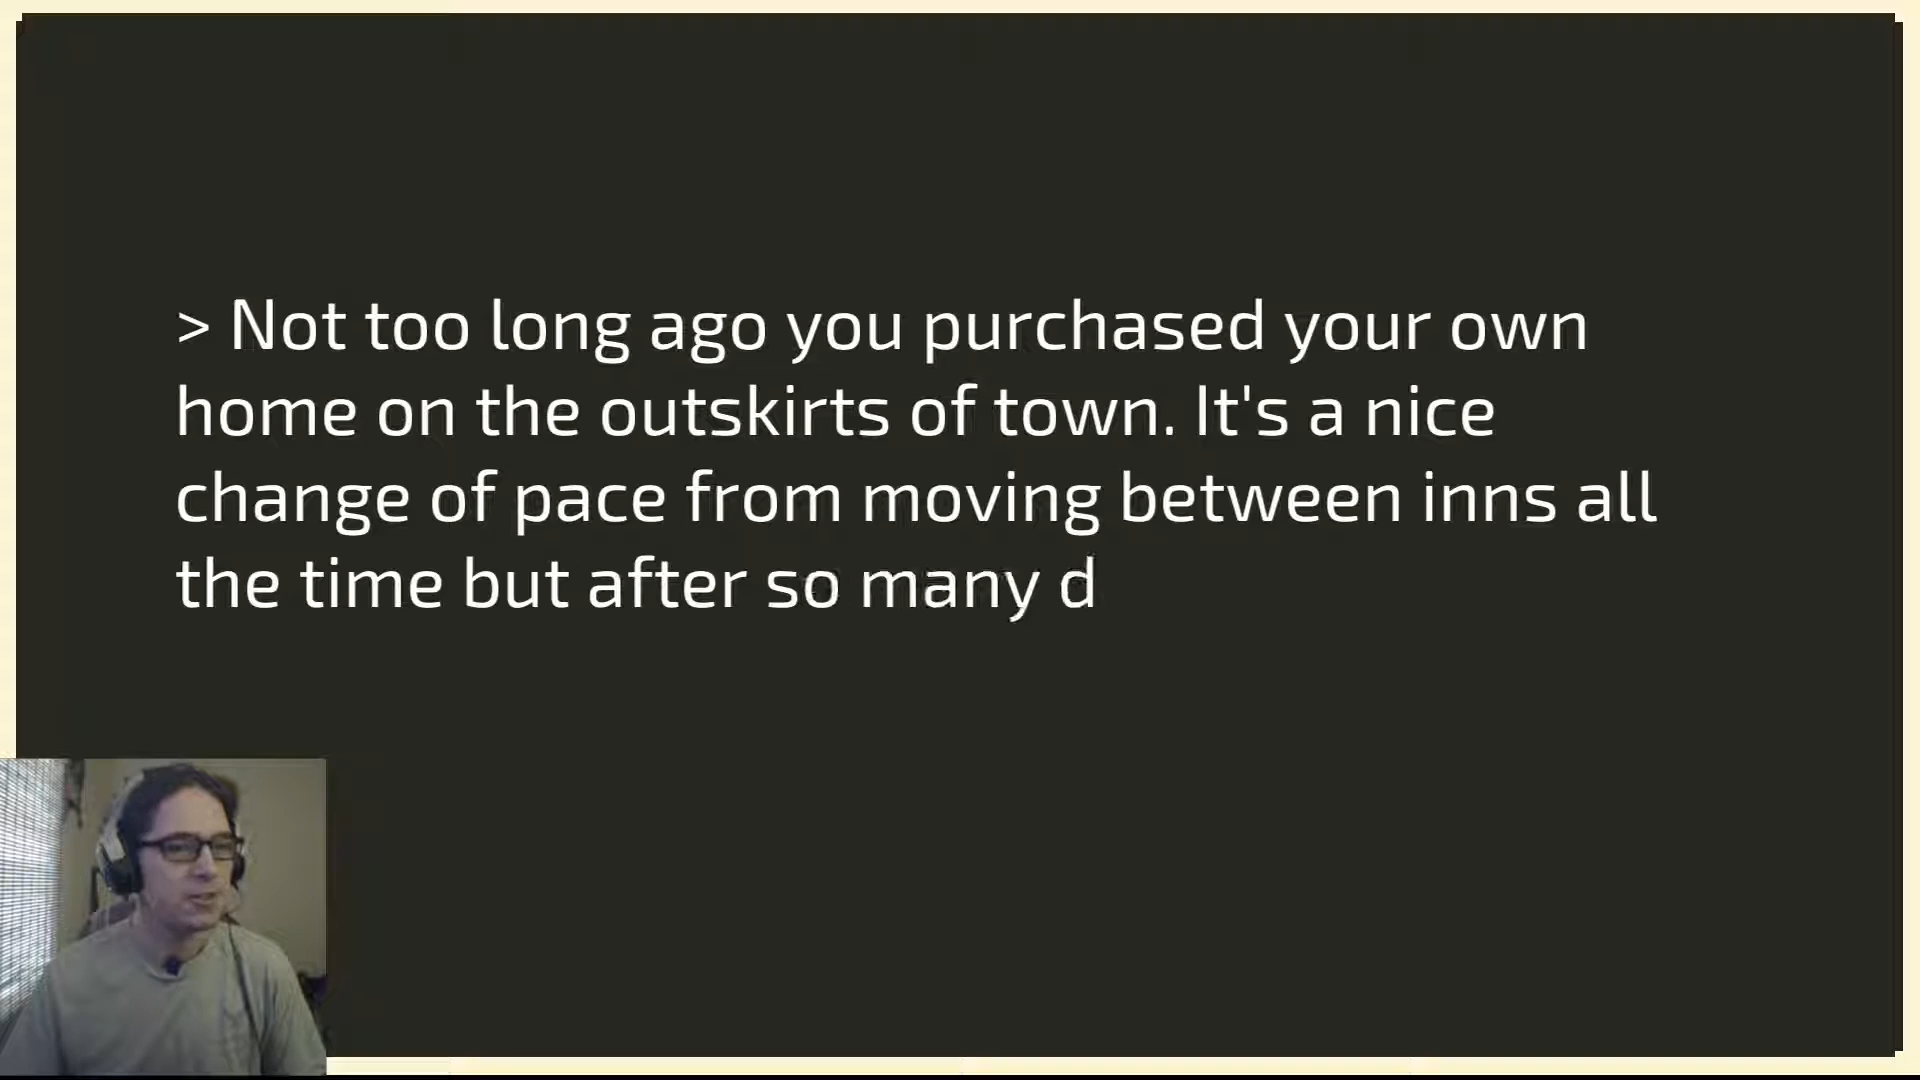 > Not too long ago you purchased your own
home on the outskirts of town. It's a nice
change of pace from moving between inns all
the time but after so many d